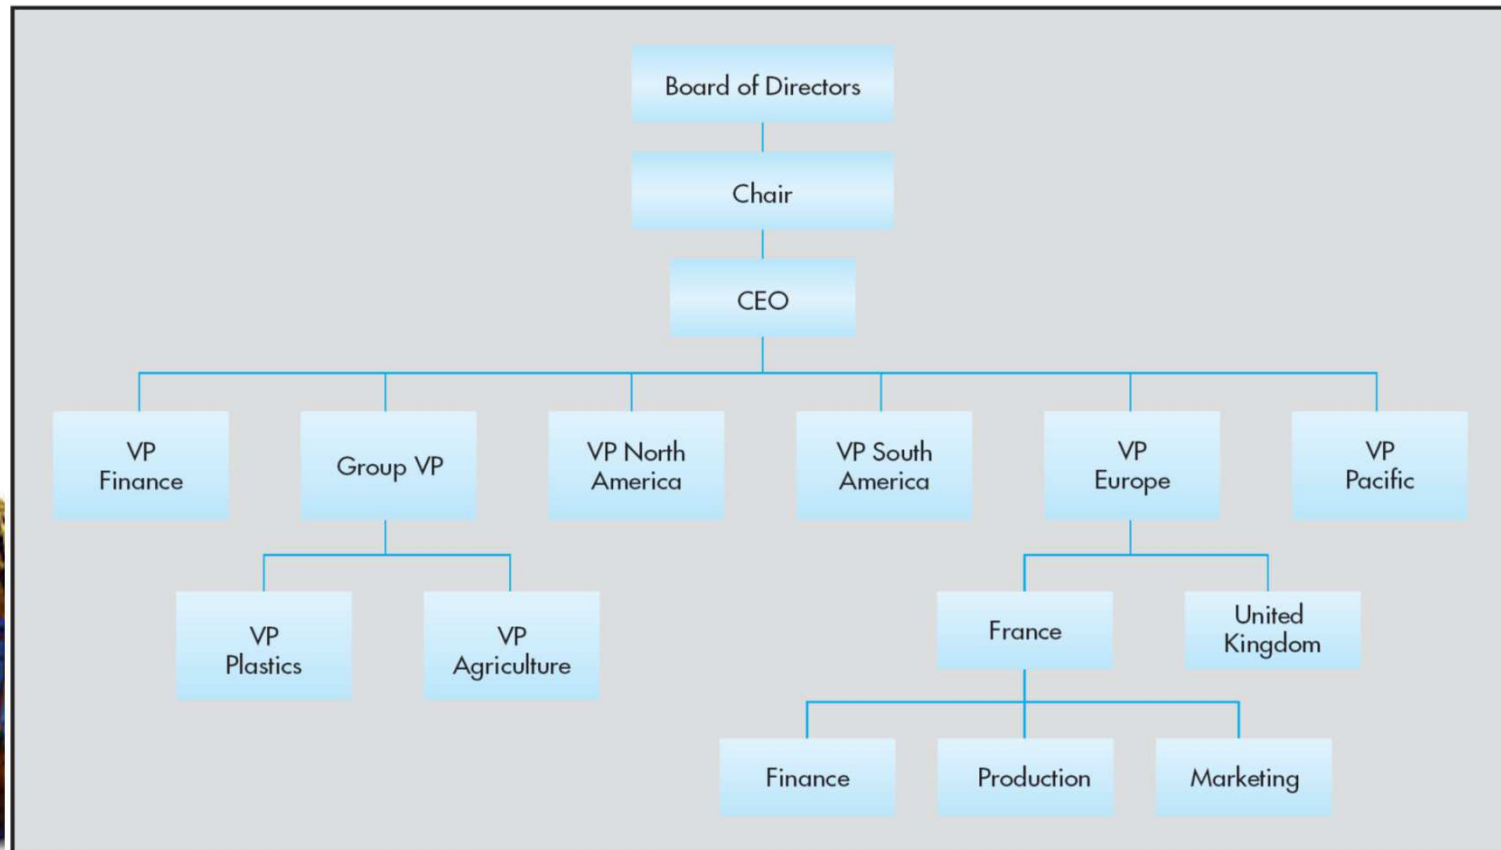 Board of Directors
Chair
CEO
VP
Finance
Group VP
VP North
America
VP South
America
VP
Europe
VP
Pacific
VP
Plastics
VP
Agriculture
France
United
Kingdom
Finance
Production
Marketing